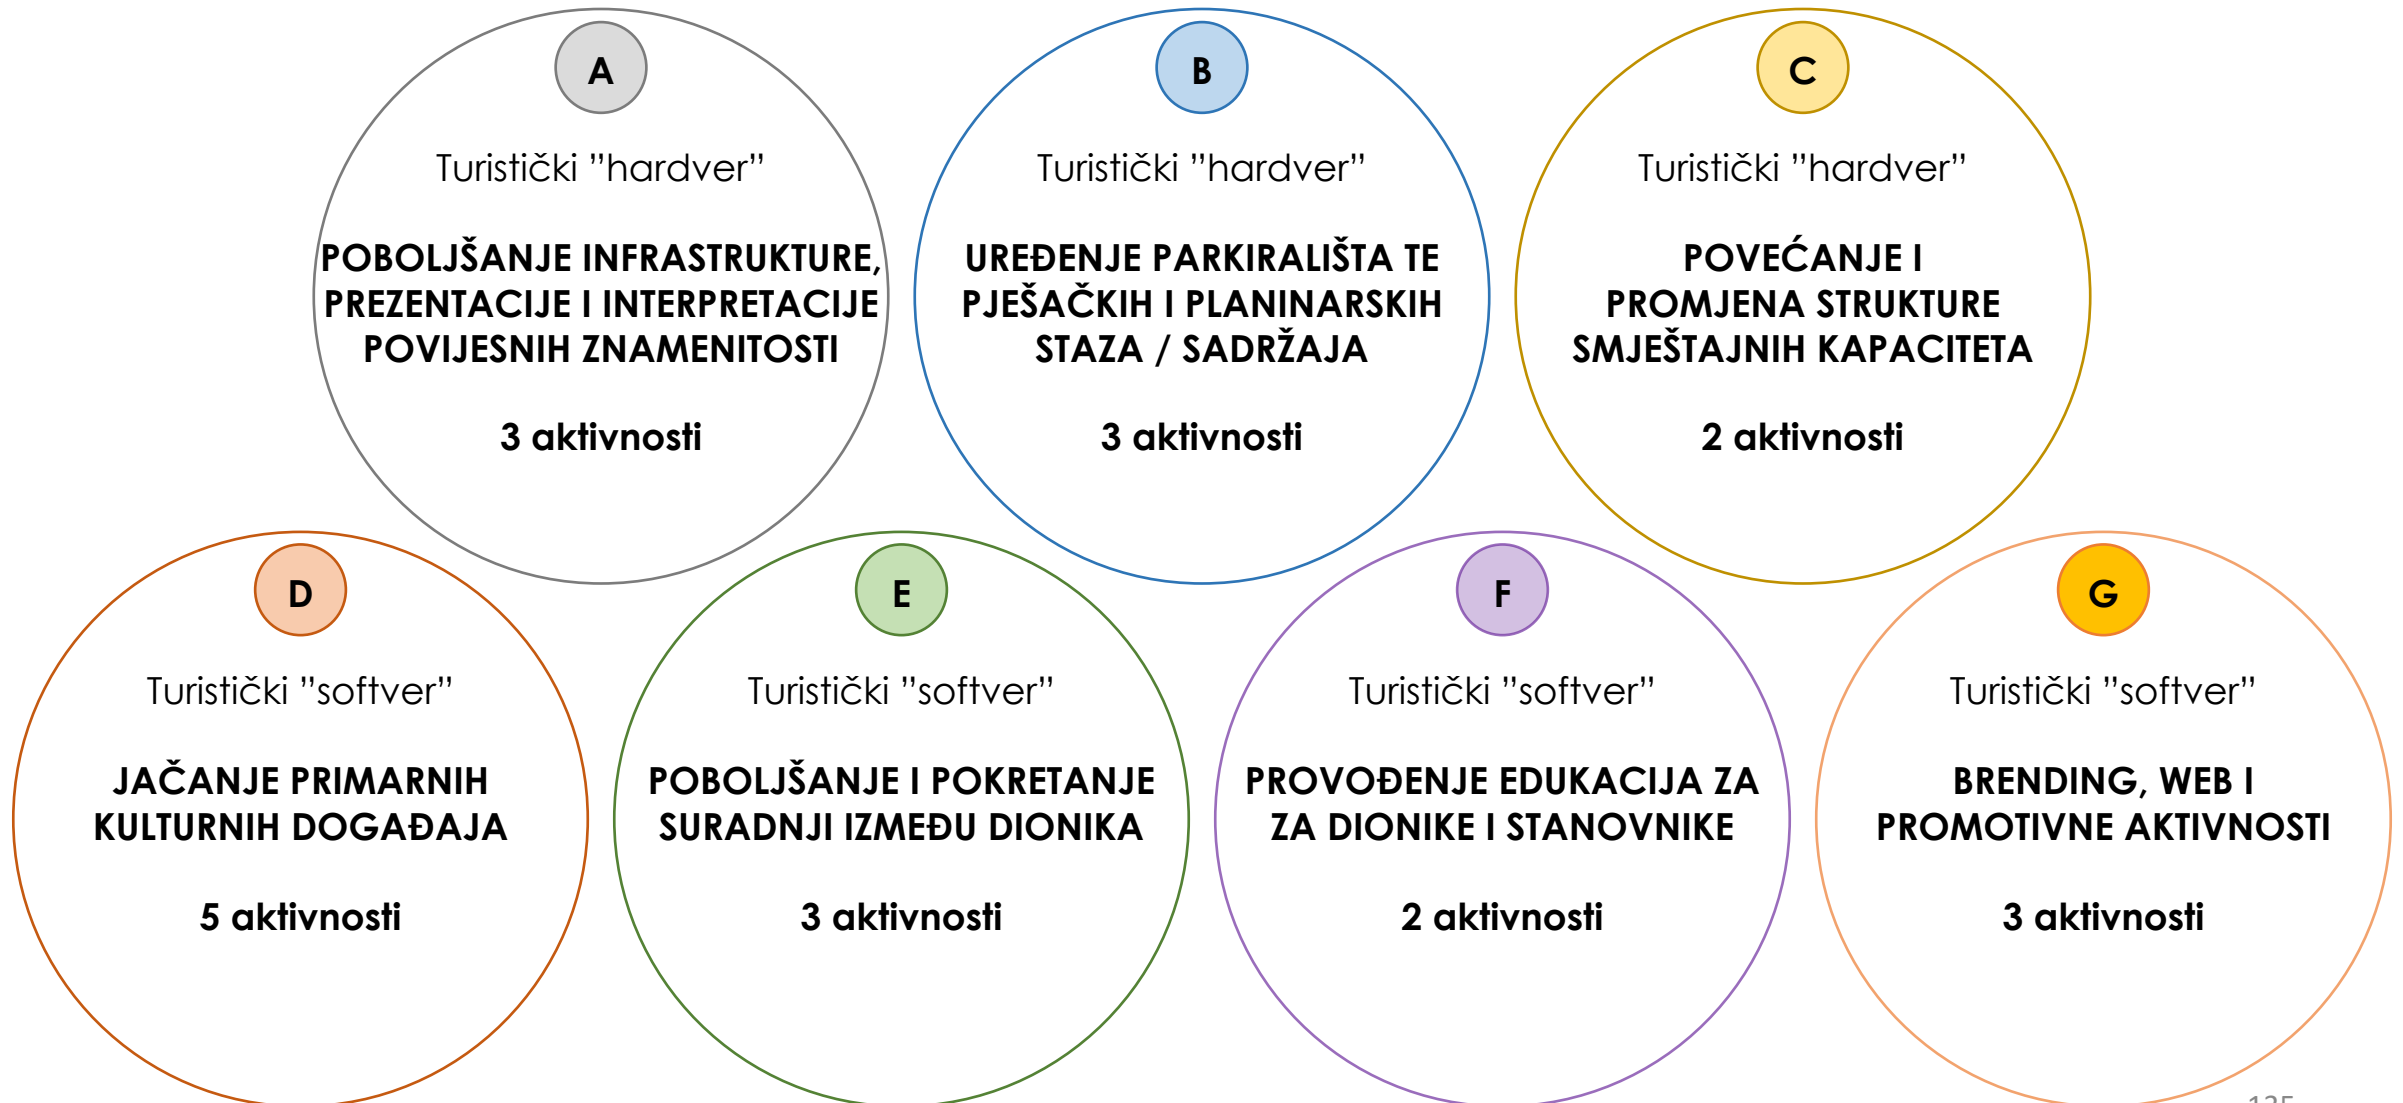 A
Turistički ”hardver”
POBOLJŠANJE INFRASTRUKTURE,
PREZENTACIJE I INTERPRETACIJE
POVIJESNIH ZNAMENITOSTI
3 aktivnosti
B
Turistički ”hardver”
UREĐENJE PARKIRALIŠTA TE
PJEŠAČKIH I PLANINARSKIH
STAZA / SADRŽAJA
3 aktivnosti
C
Turistički ”hardver”
POVEĆANJE I
PROMJENA STRUKTURE
SMJEŠTAJNIH KAPACITETA
2 aktivnosti
D
Turistički ”softver”
JAČANJE PRIMARNIH
KULTURNIH DOGAĐAJA
5 aktivnosti
E
Turistički ”softver”
POBOLJŠANJE I POKRETANJE
SURADNJI IZMEĐU DIONIKA
3 aktivnosti
F
Turistički ”softver”
PROVOĐENJE EDUKACIJA ZA
ZA DIONIKE I STANOVNIKE
2 aktivnosti
G
Turistički ”softver”
BRENDING, WEB I
PROMOTIVNE AKTIVNOSTI
3 aktivnosti